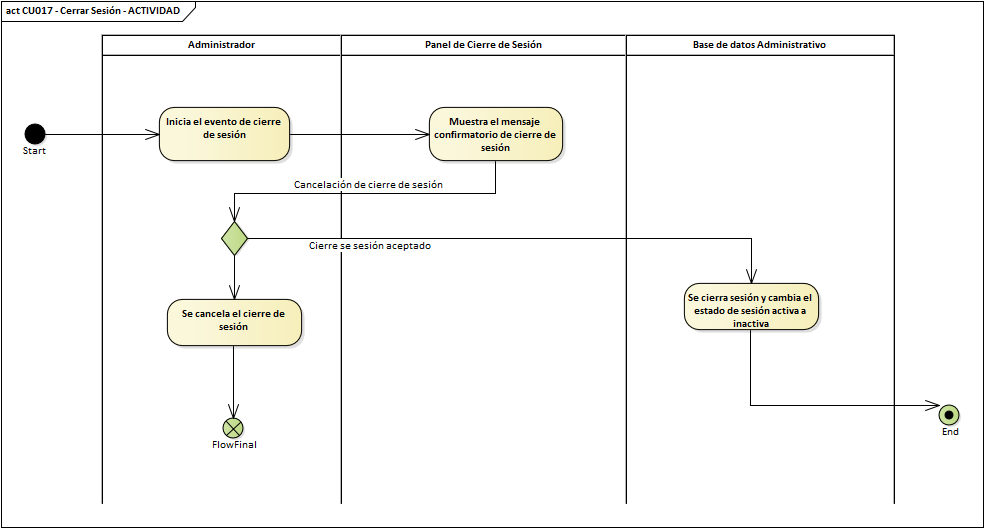 act CU017 - Cerrar Sesión - ACTIVIDAD
Administrador
Panel de Cierre de Sesión
Base de datos Administrativo
Inicia el evento de cierre
de sesión
Muestra el mensaje
confirmatorio de cierre de
sesión
Start
Cancelación de cierre de sesión
Cierre se sesión aceptado
Se cancela el cierre de
sesión
Se cierra sesión y cambia el
estado de sesión activa a
inactiva
FlowFinal
End